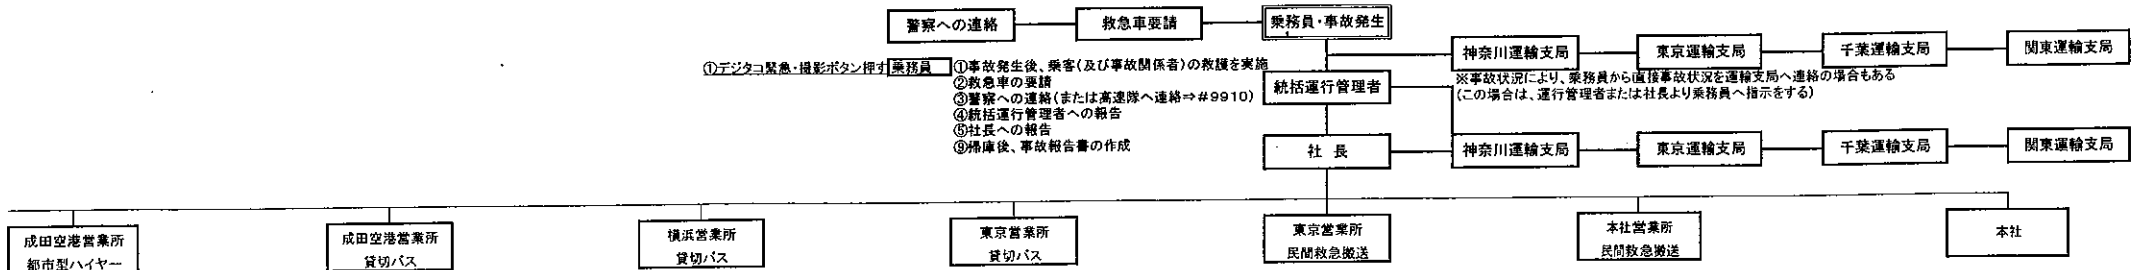 警察への連絡
救急車要請
乗務員・事故発生
神奈川運輸支局
東京運輸支局
千葉運輸支局
関東運輸支局
①デジタコ緊急・撮影ボタン押す
乗務員
①事故発生後、乗客(及び事故関係者)の救護を実施
②救急車の要請
③警察への連絡(または高速隊へ連絡⇒#9910)
④統括運行管理者への報告
⑤社長への報告
⑨帰庫後、事故報告書の作成
統括運行管理者
※事故状況により、乗務員から直接事故状況を運輸支局へ連絡の場合もある
(この場合は、運行管理者または社長より乗務員へ指示をする)
社 長
神奈川運輸支局
東京運輸支局
千葉運輸支局
関東運輸支局
成田空港営業所
都市型ハイヤー
成田空港営業所
貸切バス
横浜営業所
貸切バス
東京営業所
貸切バス
東京営業所
民間救急搬送
本社営業所
民間救急搬送
本社